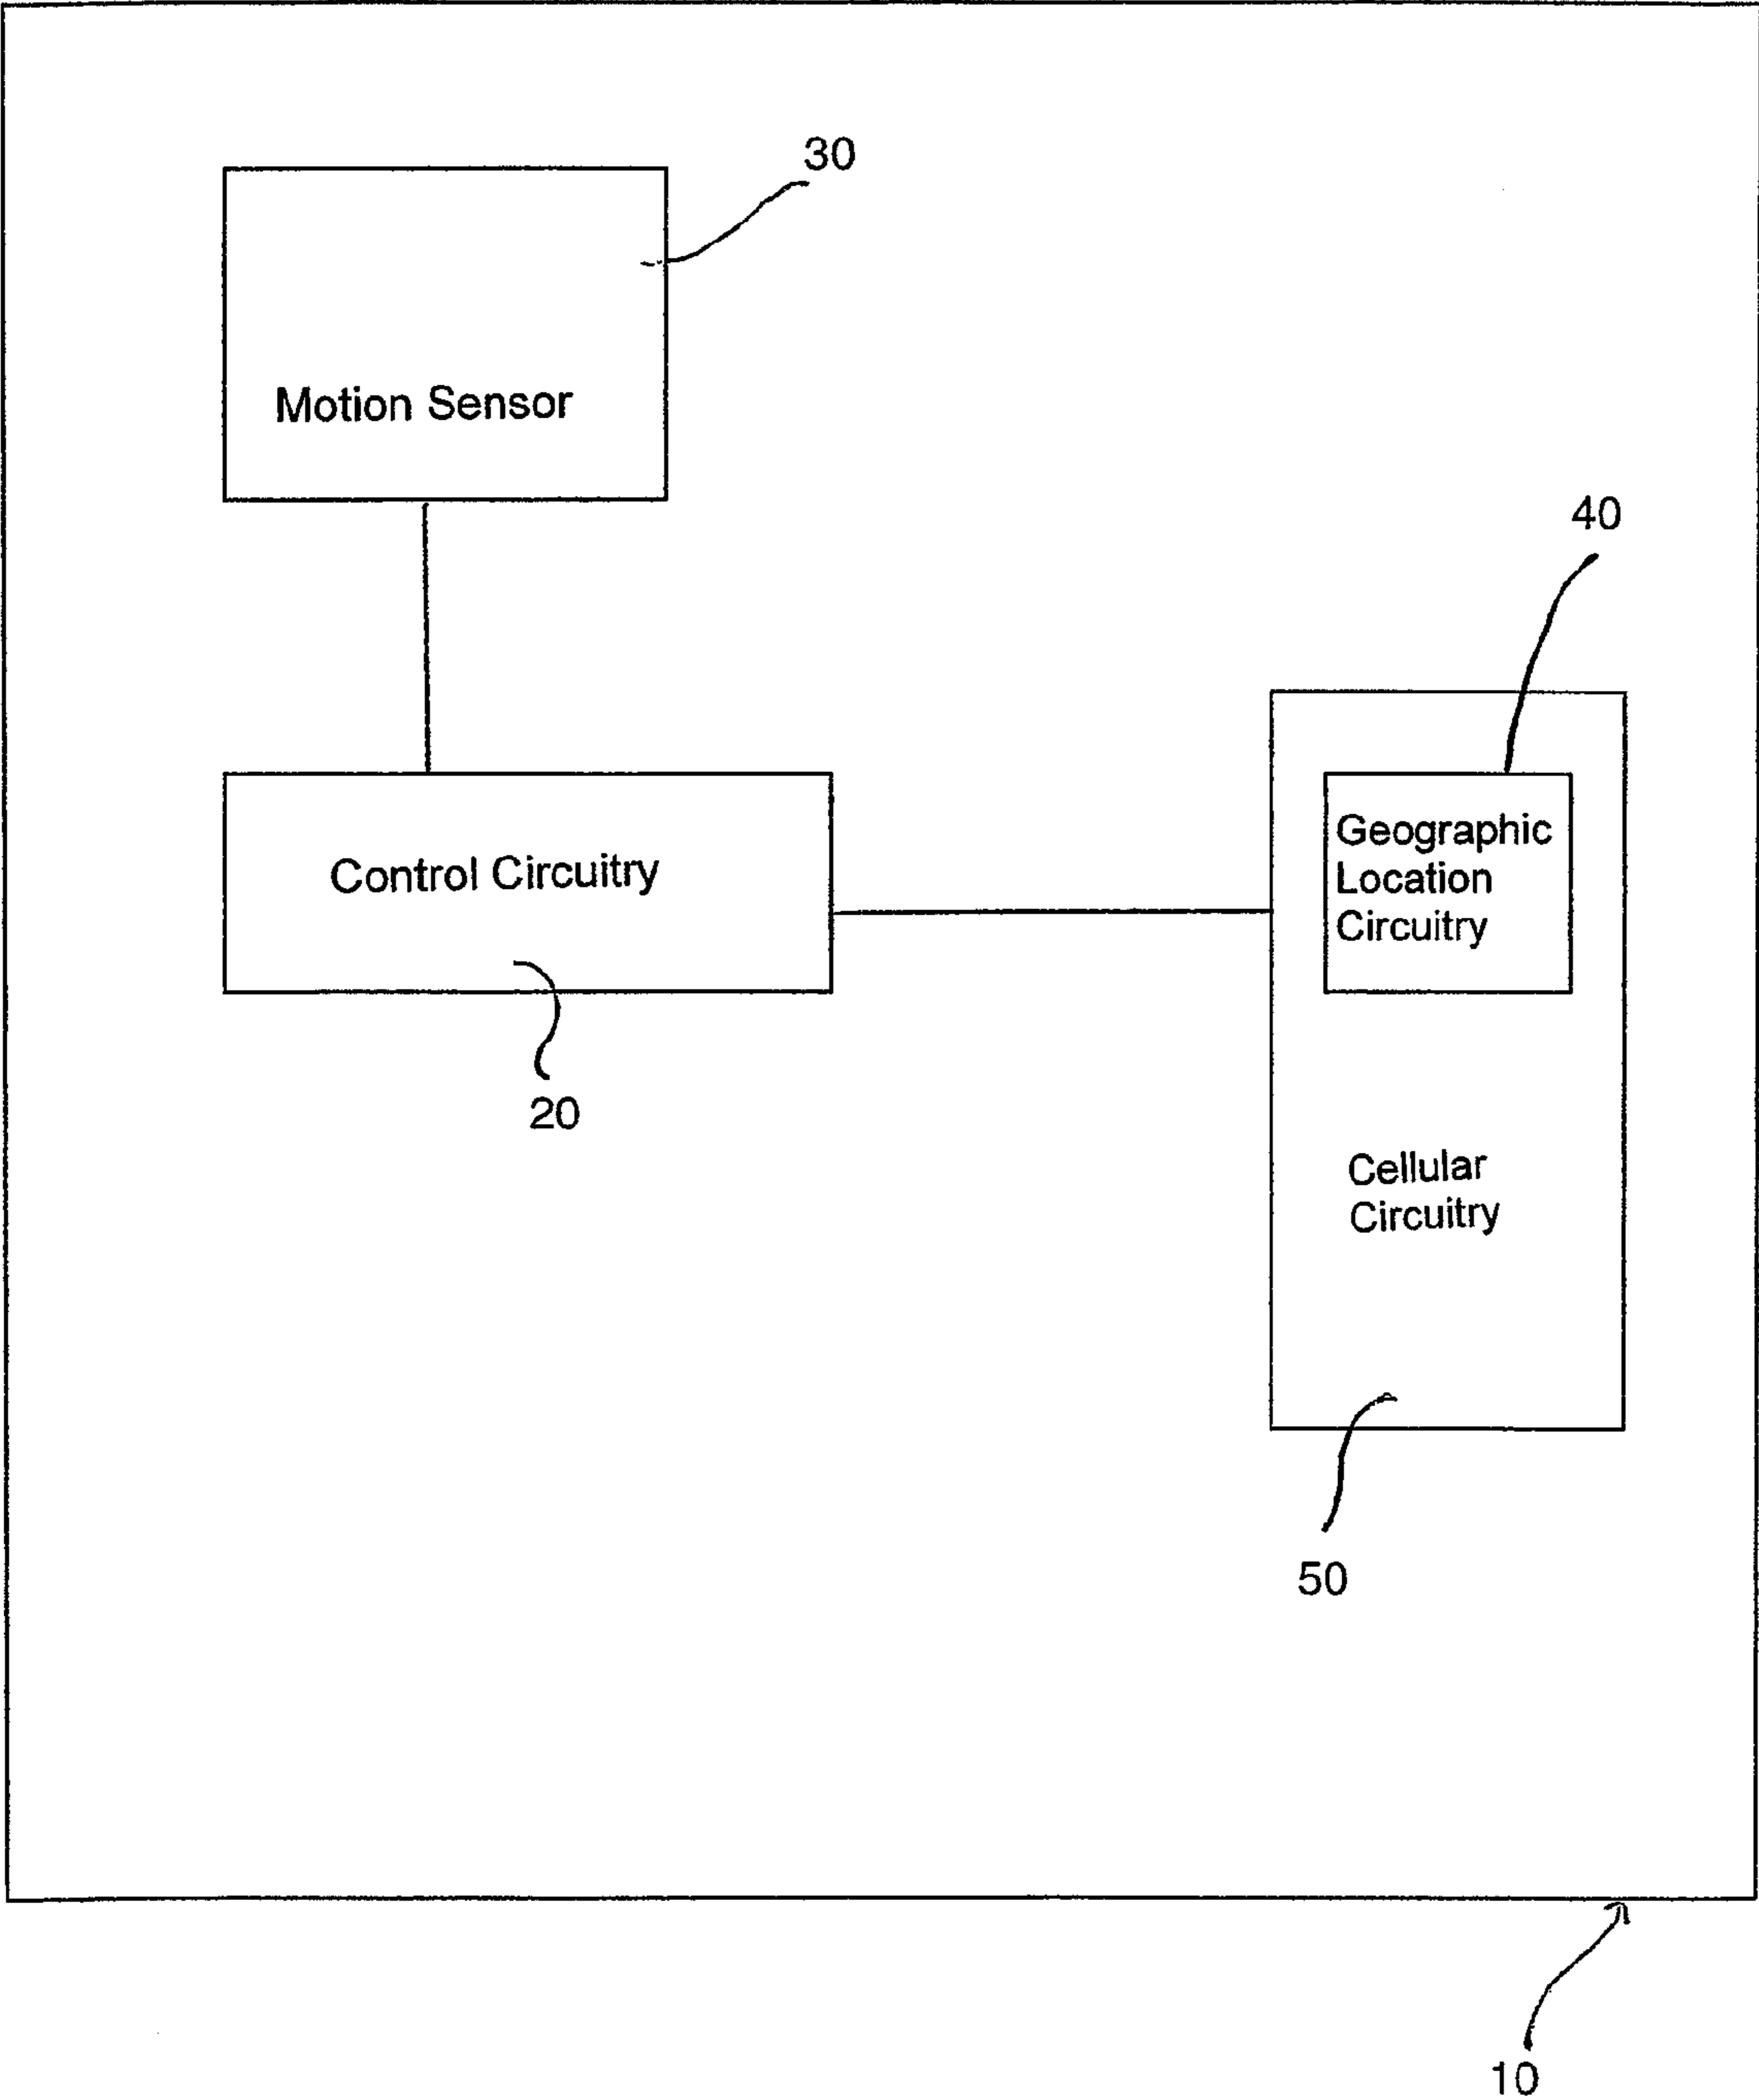 30
Motion Sensor
40
Geographic
Location
Circuitry
Control Circuitry
20
Cellular
Circuitry
50
10